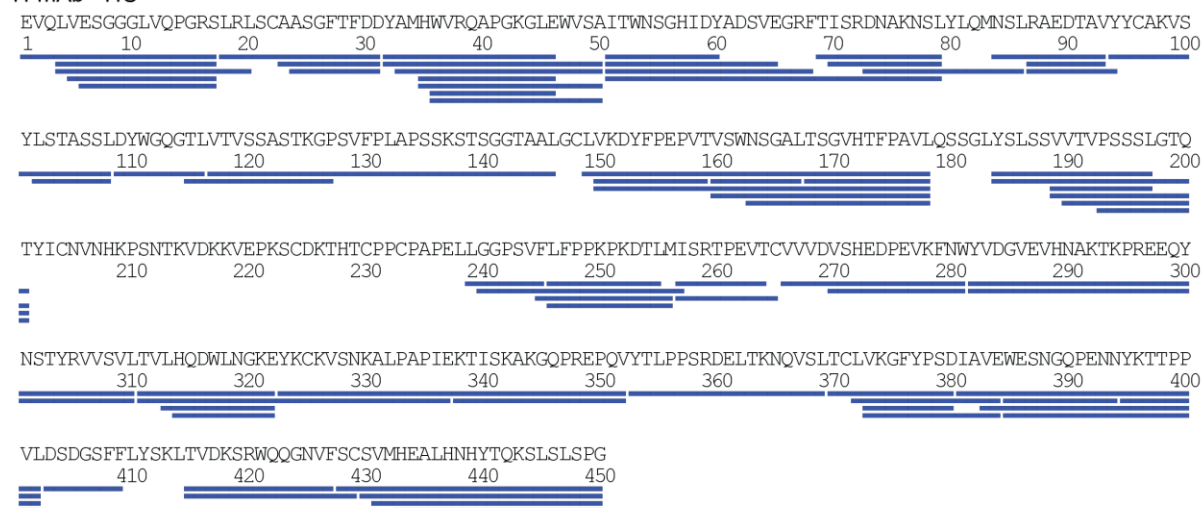 EVQLVESGGGLVQPGRSLRLSCAASGFTFDDYAMHWVRQAPGKGLEWVSAITWNSGHIDYADSVEGRFTISRDNAKNSLYLQMNSLRAEDTAVYYCAKVS
1 10 20 30 40 50 60 70 80 90 100
YLSTASSLDYWGQGTLVTVSSASTKGPSVFPLAPSSKSTSGGTAALGCLVKDYFPEPVTVSWNSGALTSGVHTFPAVLQSSGLYSLSSVVTVPSSSLGTQ
110 120 130 140 150 160 170 180 190 200
TYICNVNHKPSNTKVDKKVEPKSCDKTHTCPPCPAPELLGGPSVFLFPPKPKDTLMISRTPEVTCVVVDVSHEDPEVKFNWYVDGVEVHNAKTKPREEQY
210 220 230 240 250 260 270 280 290 300
NSTYRVVSVLTVLHQDWLNGKEYKCKVSNKALPAPIEKTISKAKGQPREPQVYTLPPSRDELTKNQVSLTCLVKGFYPSDIAVEWESNGQPENNYKTTPP
310 320 330 340 350 360 370 380 390 400
VLDSDGSFFLYSKLTVDKSRWQQGNVFSCSVMHEALHNHYTQKSLSLSPG
410 420 430 440 450